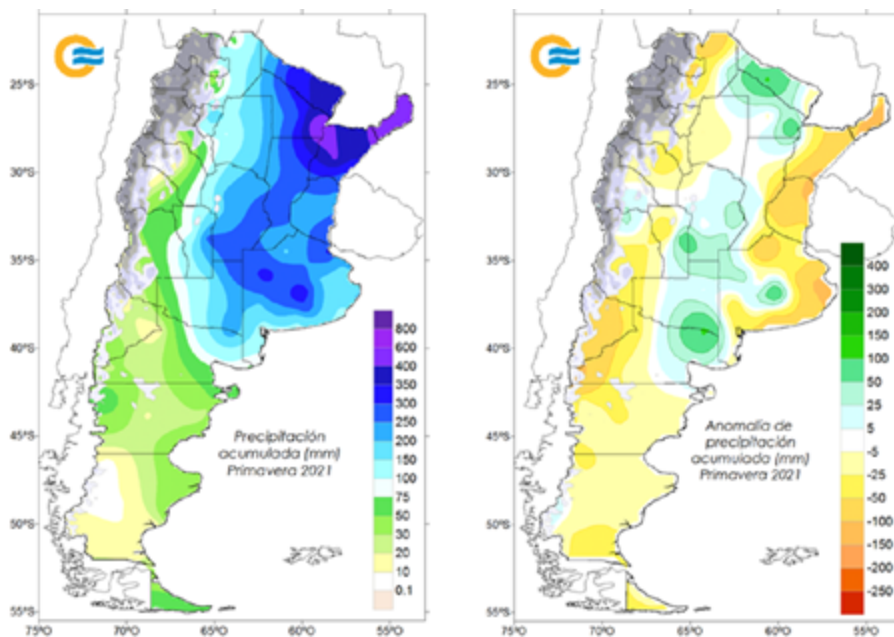 25°S
30°S
35°S
40°S
45°S
50°S
55°S
75°O
70°O
65°O
60°O
55°O
Precipitación
acumulada (mm)
Primavera 2021
800
600
400
350
300
250
200
150
100
75
50
30
20
10
0.1
25°S
30°S
35°S
40°S
45°S
50°S
55°S
75°O
70°O
65°O
60°O
55°O
Anomalía de
precipitación
acumulada (mm)
Primavera 2021
400
300
200
150
100
50
25
5
-5
-25
-50
-100
-150
-200
-250